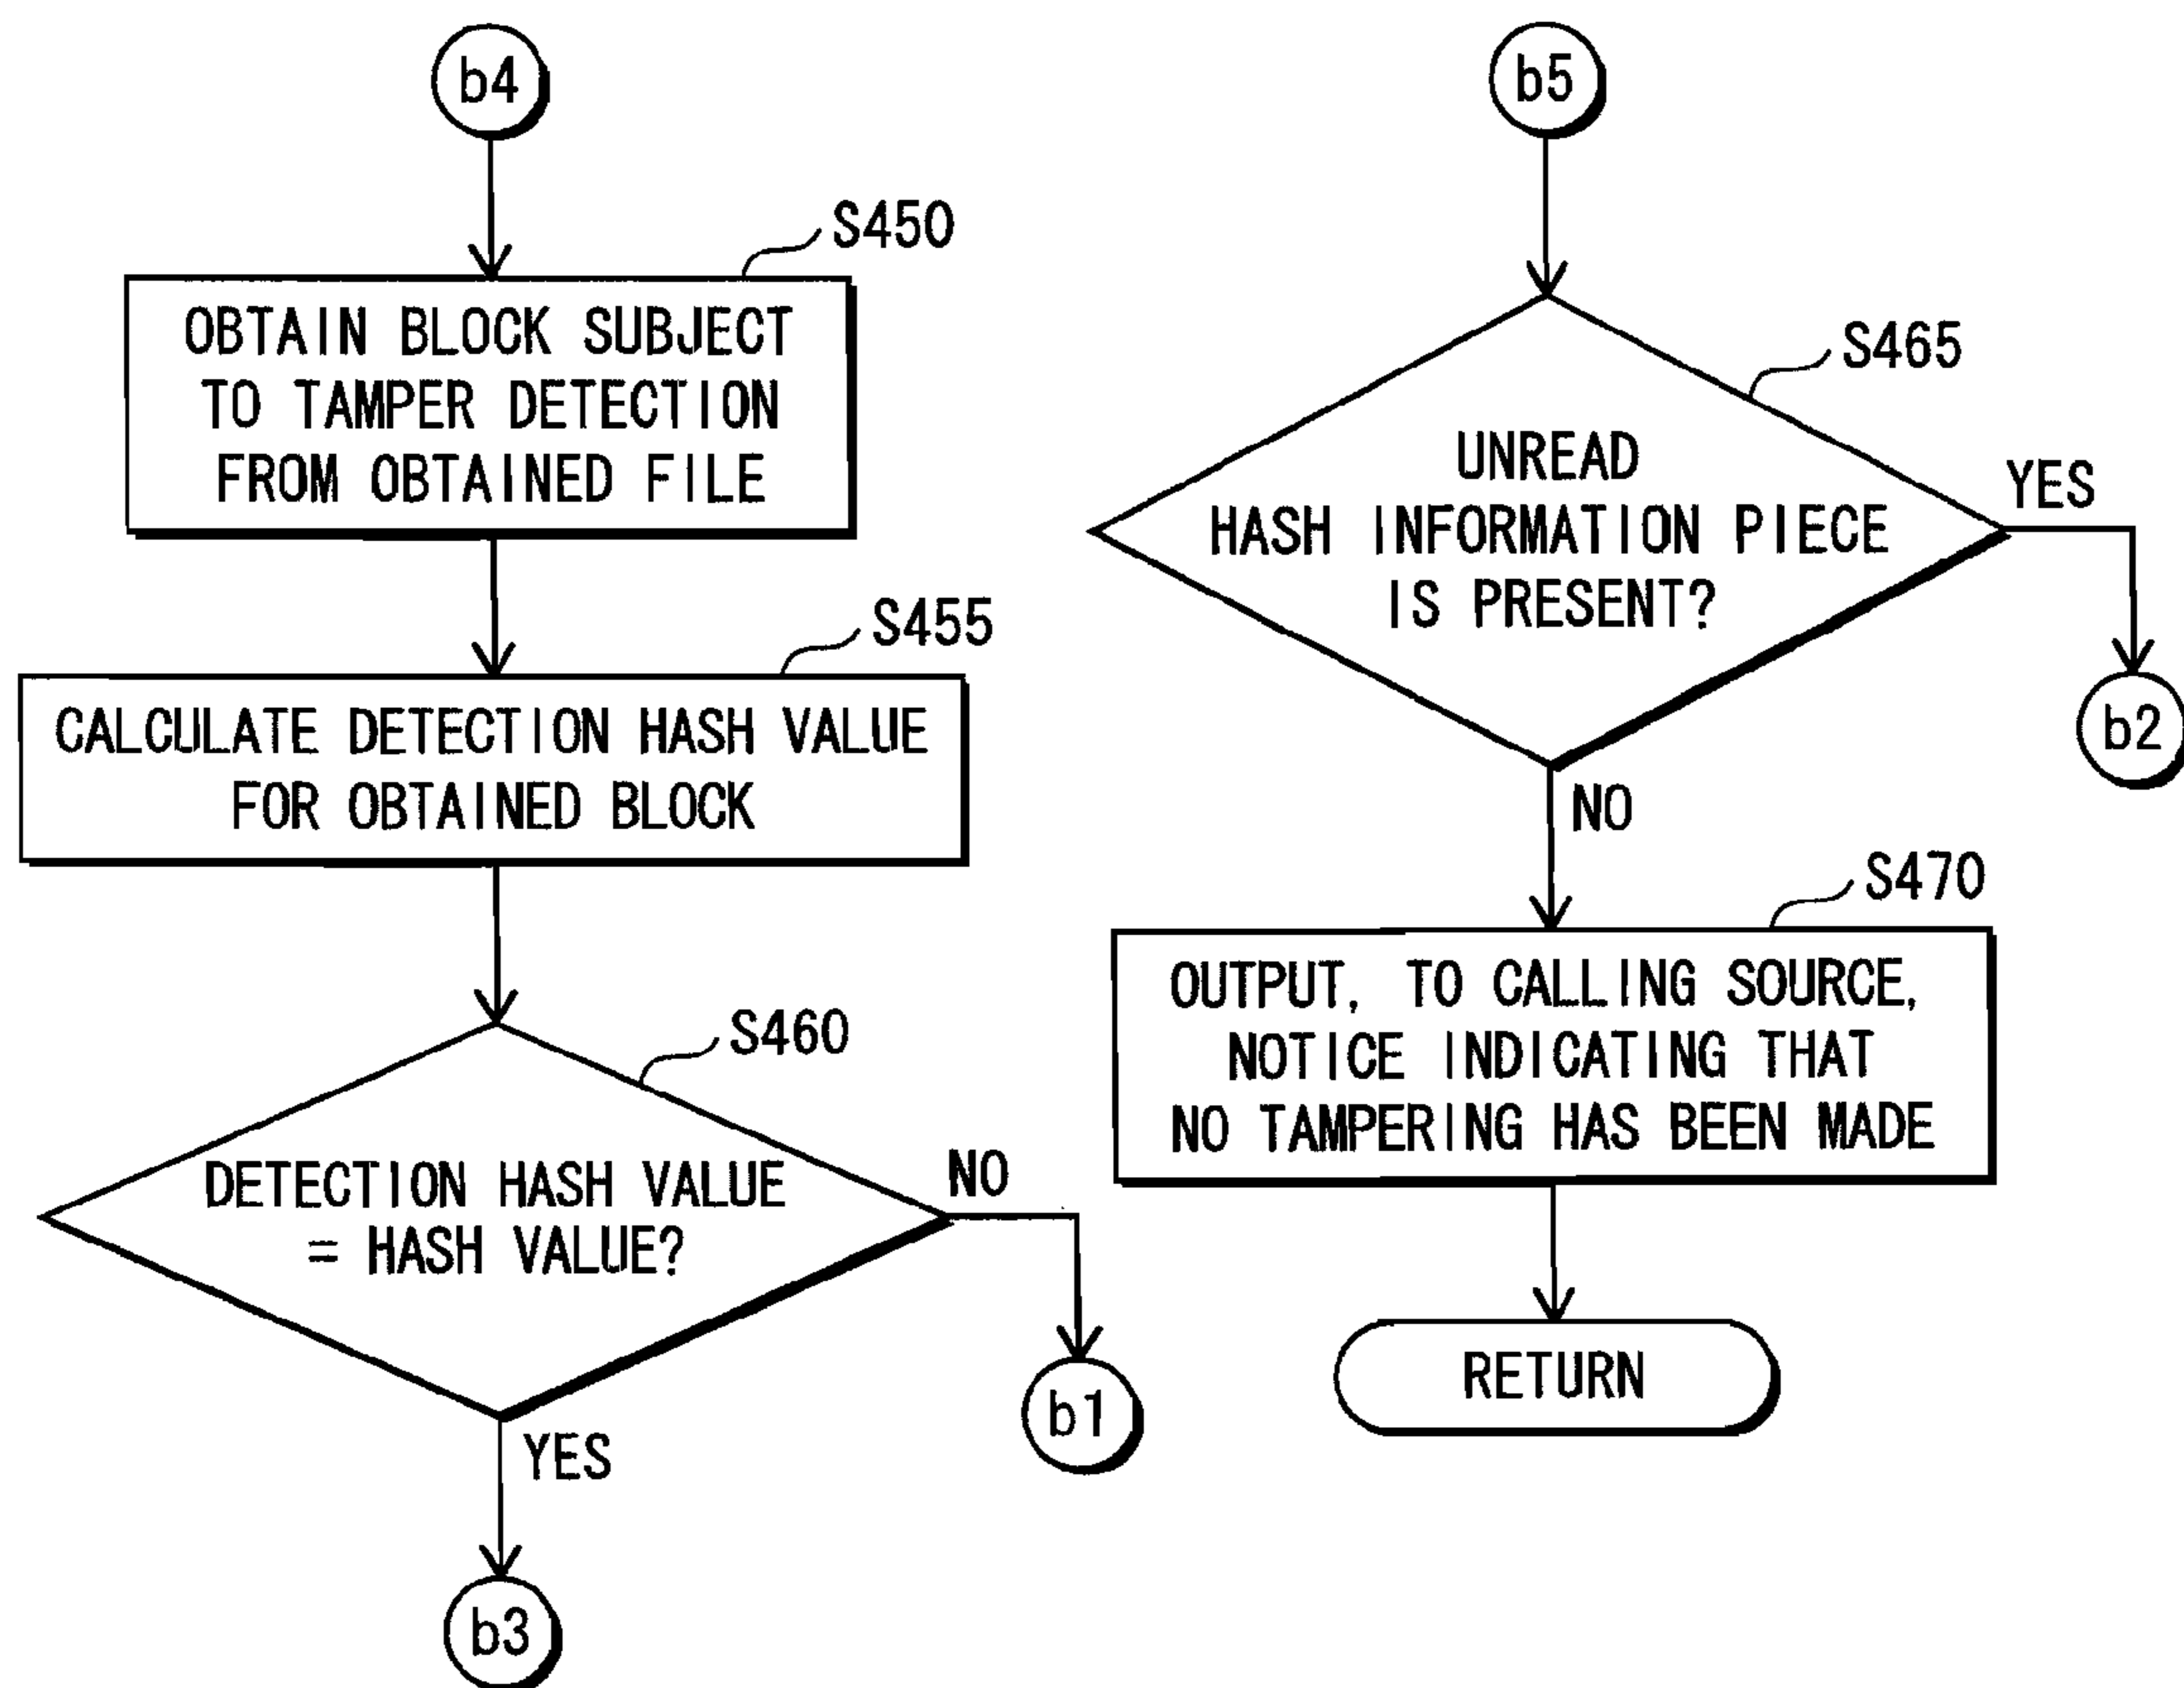 b4
S450
OBTAIN BLOCK SUBJECT
TO TAMPER DETECTION
FROM OBTAINED FILE
S455
CALCULATE DETECTION HASH VALUE
FOR OBTAINED BLOCK
S460
DETECTION HASH VALUE
= HASH VALUE?
NO
b1
YES
b3
b5
S465
UNREAD
HASH INFORMATION PIECE
IS PRESENT?
YES
b2
NO
S470
OUTPUT, TO CALLING SOURCE,
NOTICE INDICATING THAT
NO TAMPERING HAS BEEN MADE
RETURN